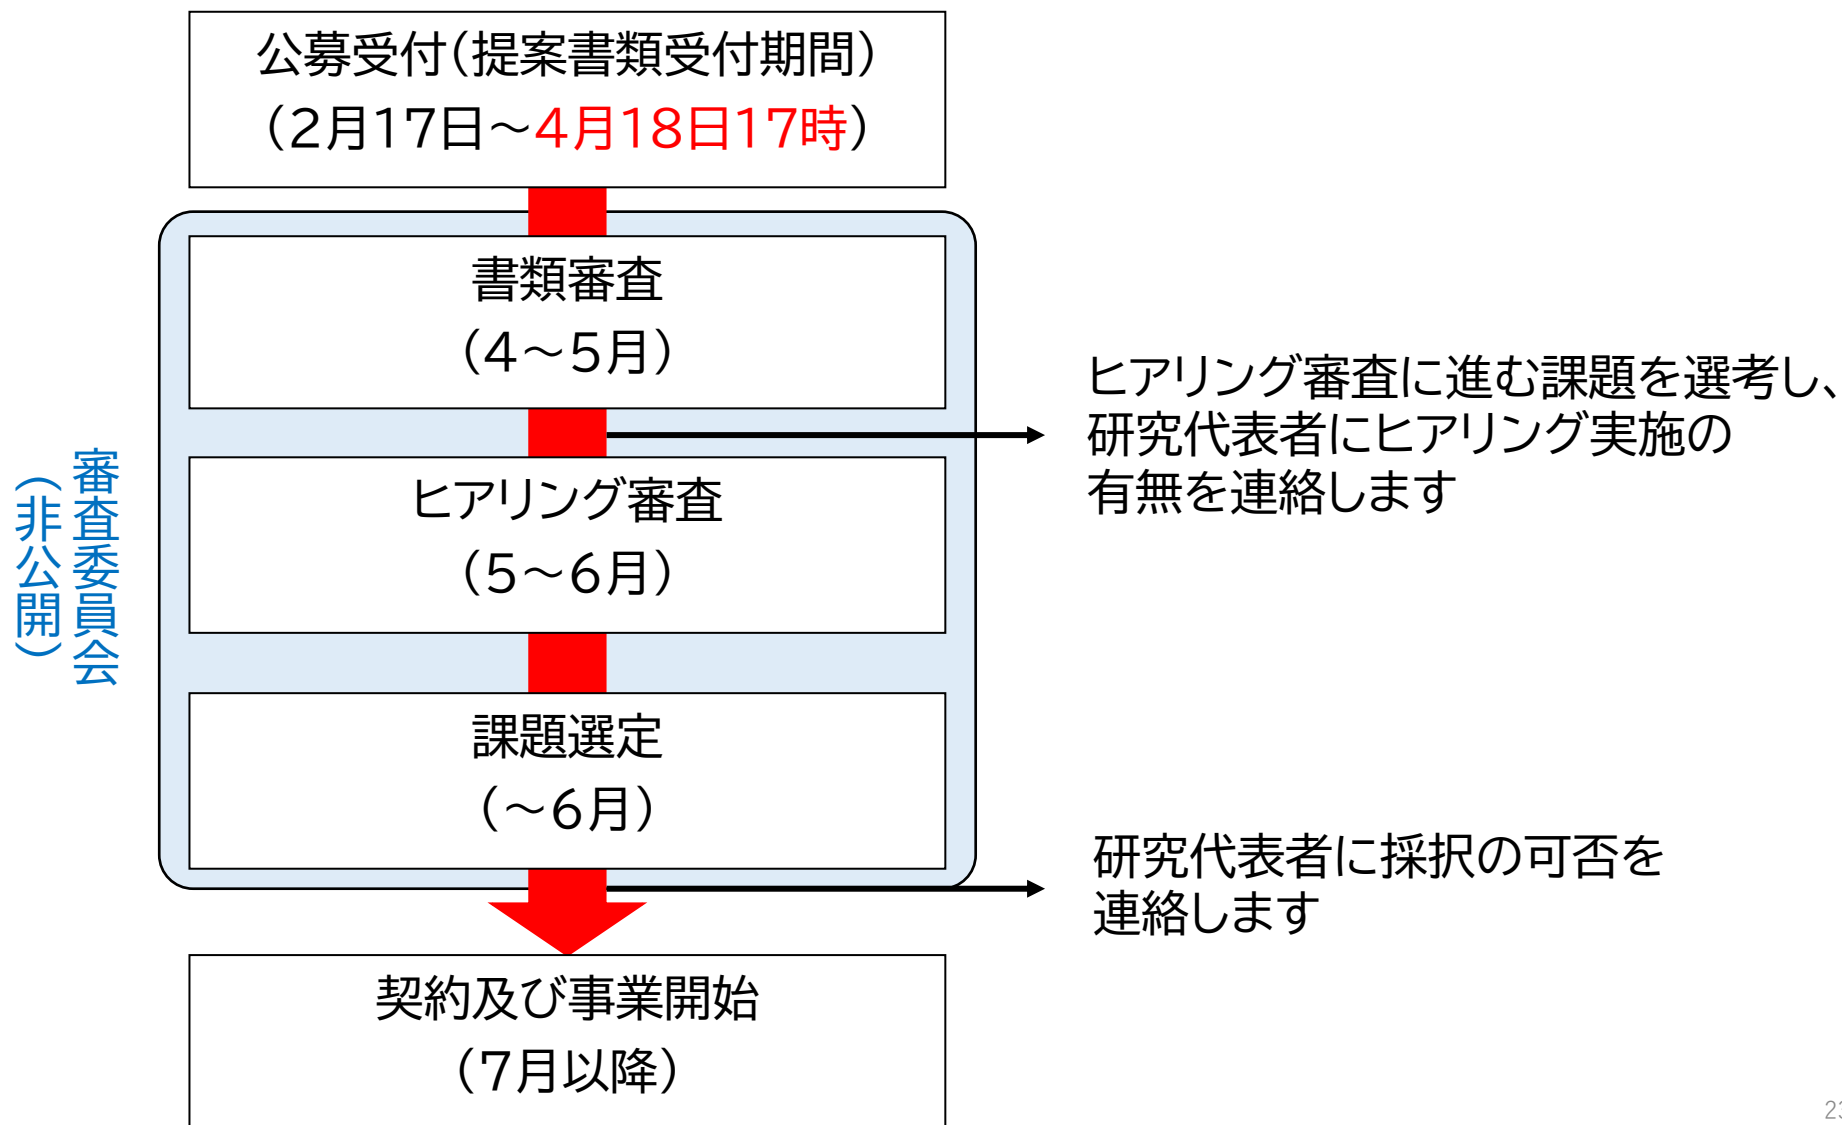 公募受付(提案書類受付期間)
(2月17日～4月18日17時)
書類審査
(4～5月)
ヒアリング審査に進む課題を選考し、
研究代表者にヒアリング実施の
有無を連絡します
審査委員会
(非公開)
ヒアリング審査
(5～6月)
課題選定
(～6月)
研究代表者に採択の可否を
連絡します
契約及び事業開始
(7月以降)